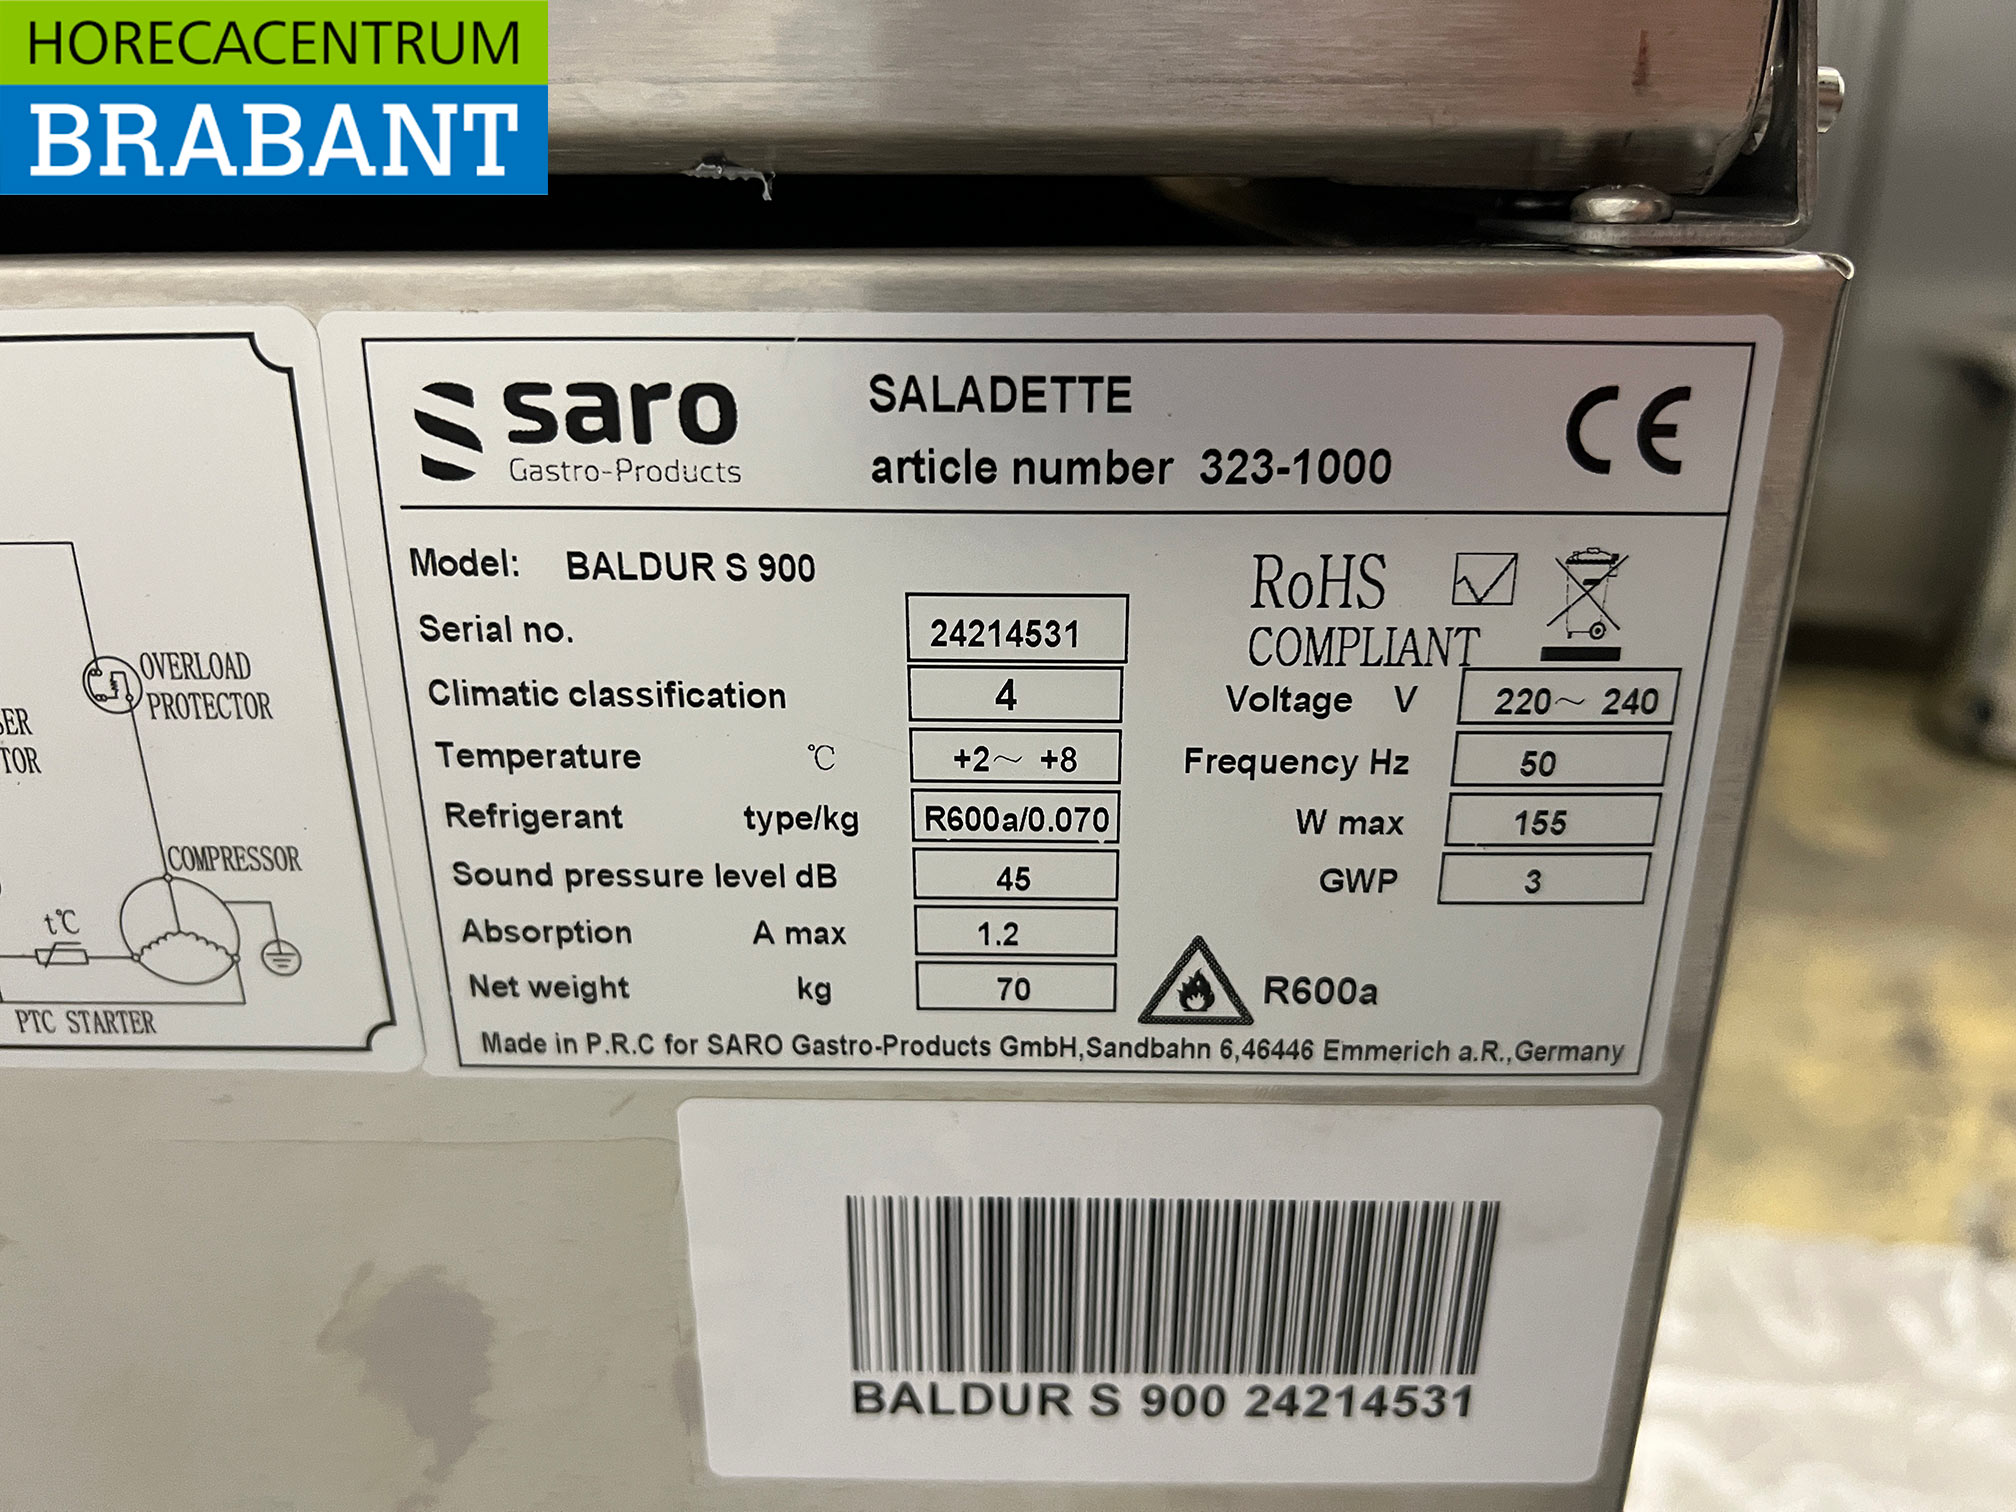 HORECACENTRUM
BRABANT
saro
Gastro-Products
SALADETTE
article number 323-1000
CE
Model: BALDUR S 900
Serial no. 24214531
Climatic classification 4
Temperature °C +2~ +8
Refrigerant type/kg R600a/0.070
Sound pressure level dB 45
Absorption A max 1.2
Net weight kg 70
RoHS
COMPLIANT
Voltage V 220~ 240
Frequency Hz 50
W max 155
GWP 3
R600a
Made in P.R.C for SARO Gastro-Products GmbH,Sandbahn 6,46446 Emmerich a.R.,Germany
OVERLOAD
PROTECTOR
COMPRESSOR
t°C
PTC STARTER
BALDUR S 900 24214531